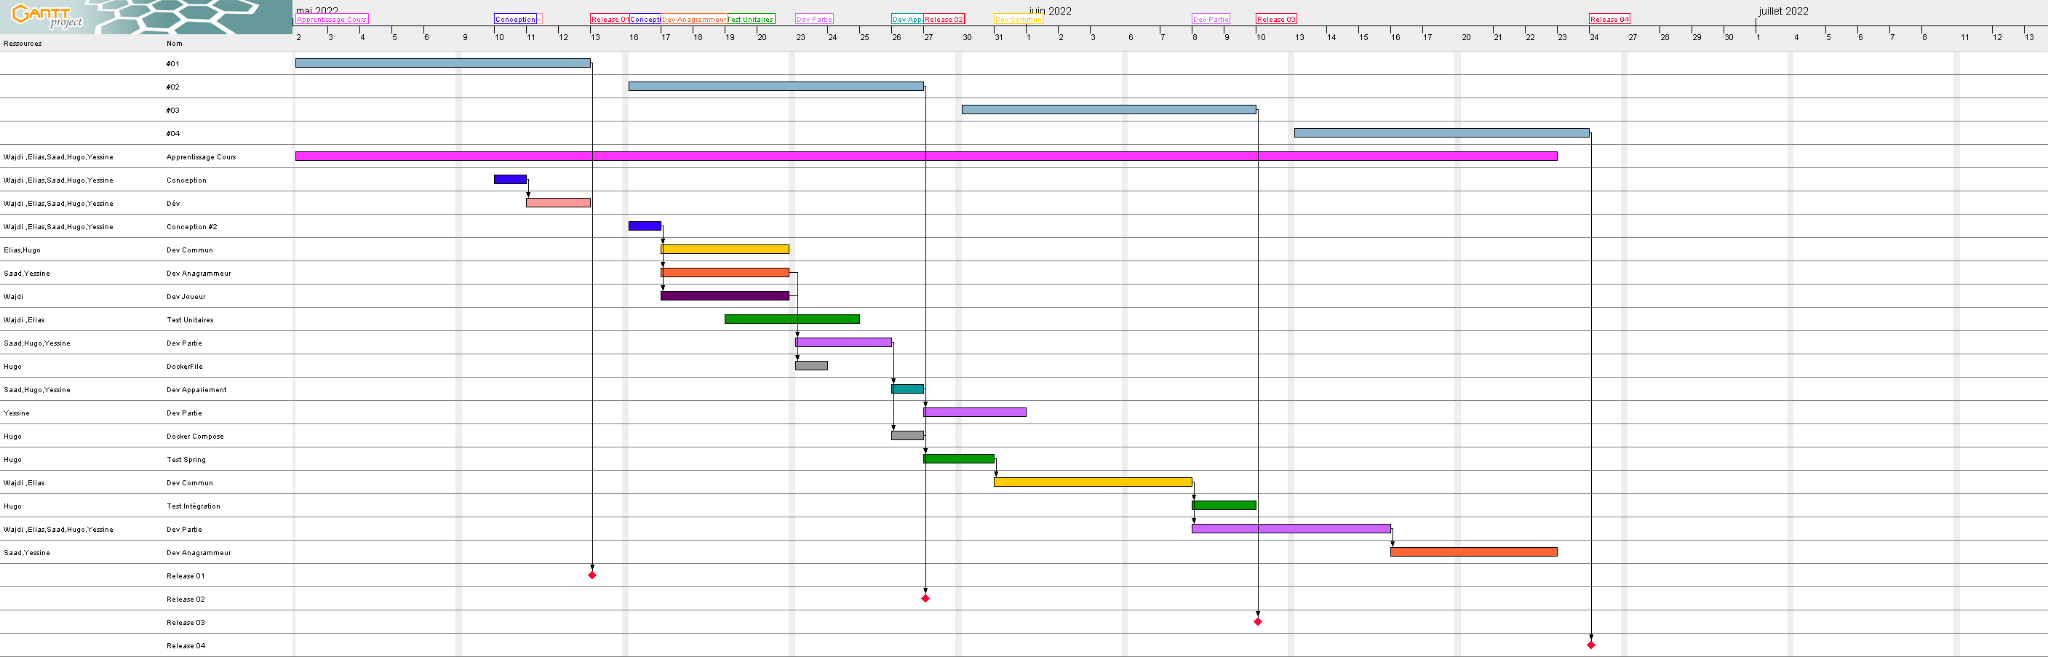 GANTT project
mai 2022
juin 2022
juillet 2022
Apprentissage Cours
Conception
Release 01
Concepti
Dev Anagrammeur
Test Unitaires
Dev Partie
Dev App
Release 02
Dev Commun
Dev Partie
Release 03
Release 04
2 3 4 5 6 9 10 11 12 13 16 17 18 19 20 23 24 25 26 27 30 31 1 2 3 6 7 8 9 10 13 14 15 16 17 20 21 22 23 24 27 28 29 30 1 4 5 6 7 8 11 12 13
Ressources Nom
#01
#02
#03
#04
Wajdi ,Elias,Saad,Hugo,Yessine Apprentissage Cours
Wajdi ,Elias,Saad,Hugo,Yessine Conception
Wajdi ,Elias,Saad,Hugo,Yessine Dév
Wajdi ,Elias,Saad,Hugo,Yessine Conception #2
Elias,Hugo Dev Commun
Saad,Yessine Dev Anagrammeur
Wajdi Dev Joueur
Wajdi ,Elias Test Unitaires
Saad,Hugo,Yessine Dev Partie
Hugo DockerFile
Saad,Hugo,Yessine Dev Appariement
Yessine Dev Partie
Hugo Docker Compose
Hugo Test Spring
Wajdi ,Elias Dev Commun
Hugo Test Intégration
Wajdi ,Elias,Saad,Hugo,Yessine Dev Partie
Saad,Yessine Dev Anagrammeur
Release 01
Release 02
Release 03
Release 04